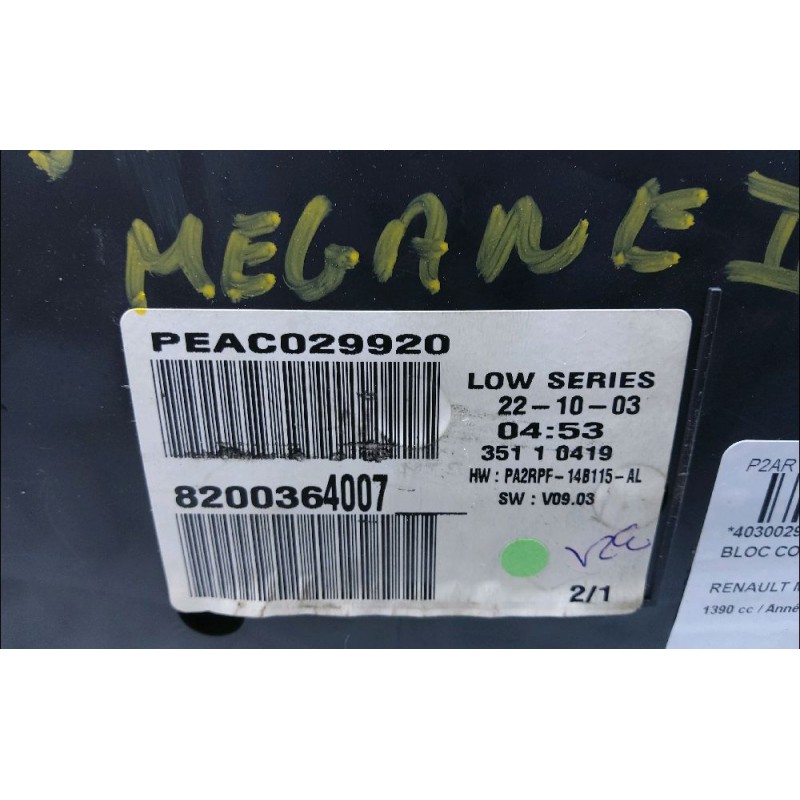 MEGANE I
PEAC029920
LOW SERIES
22-10-03
04:53
351 1 0419
HW : PA2RPF-14B115-AL
SW : V09.03
8200364007
2/1
P2AR
*4030029
BLOC CO
RENAULT M
1390 cc / Anné